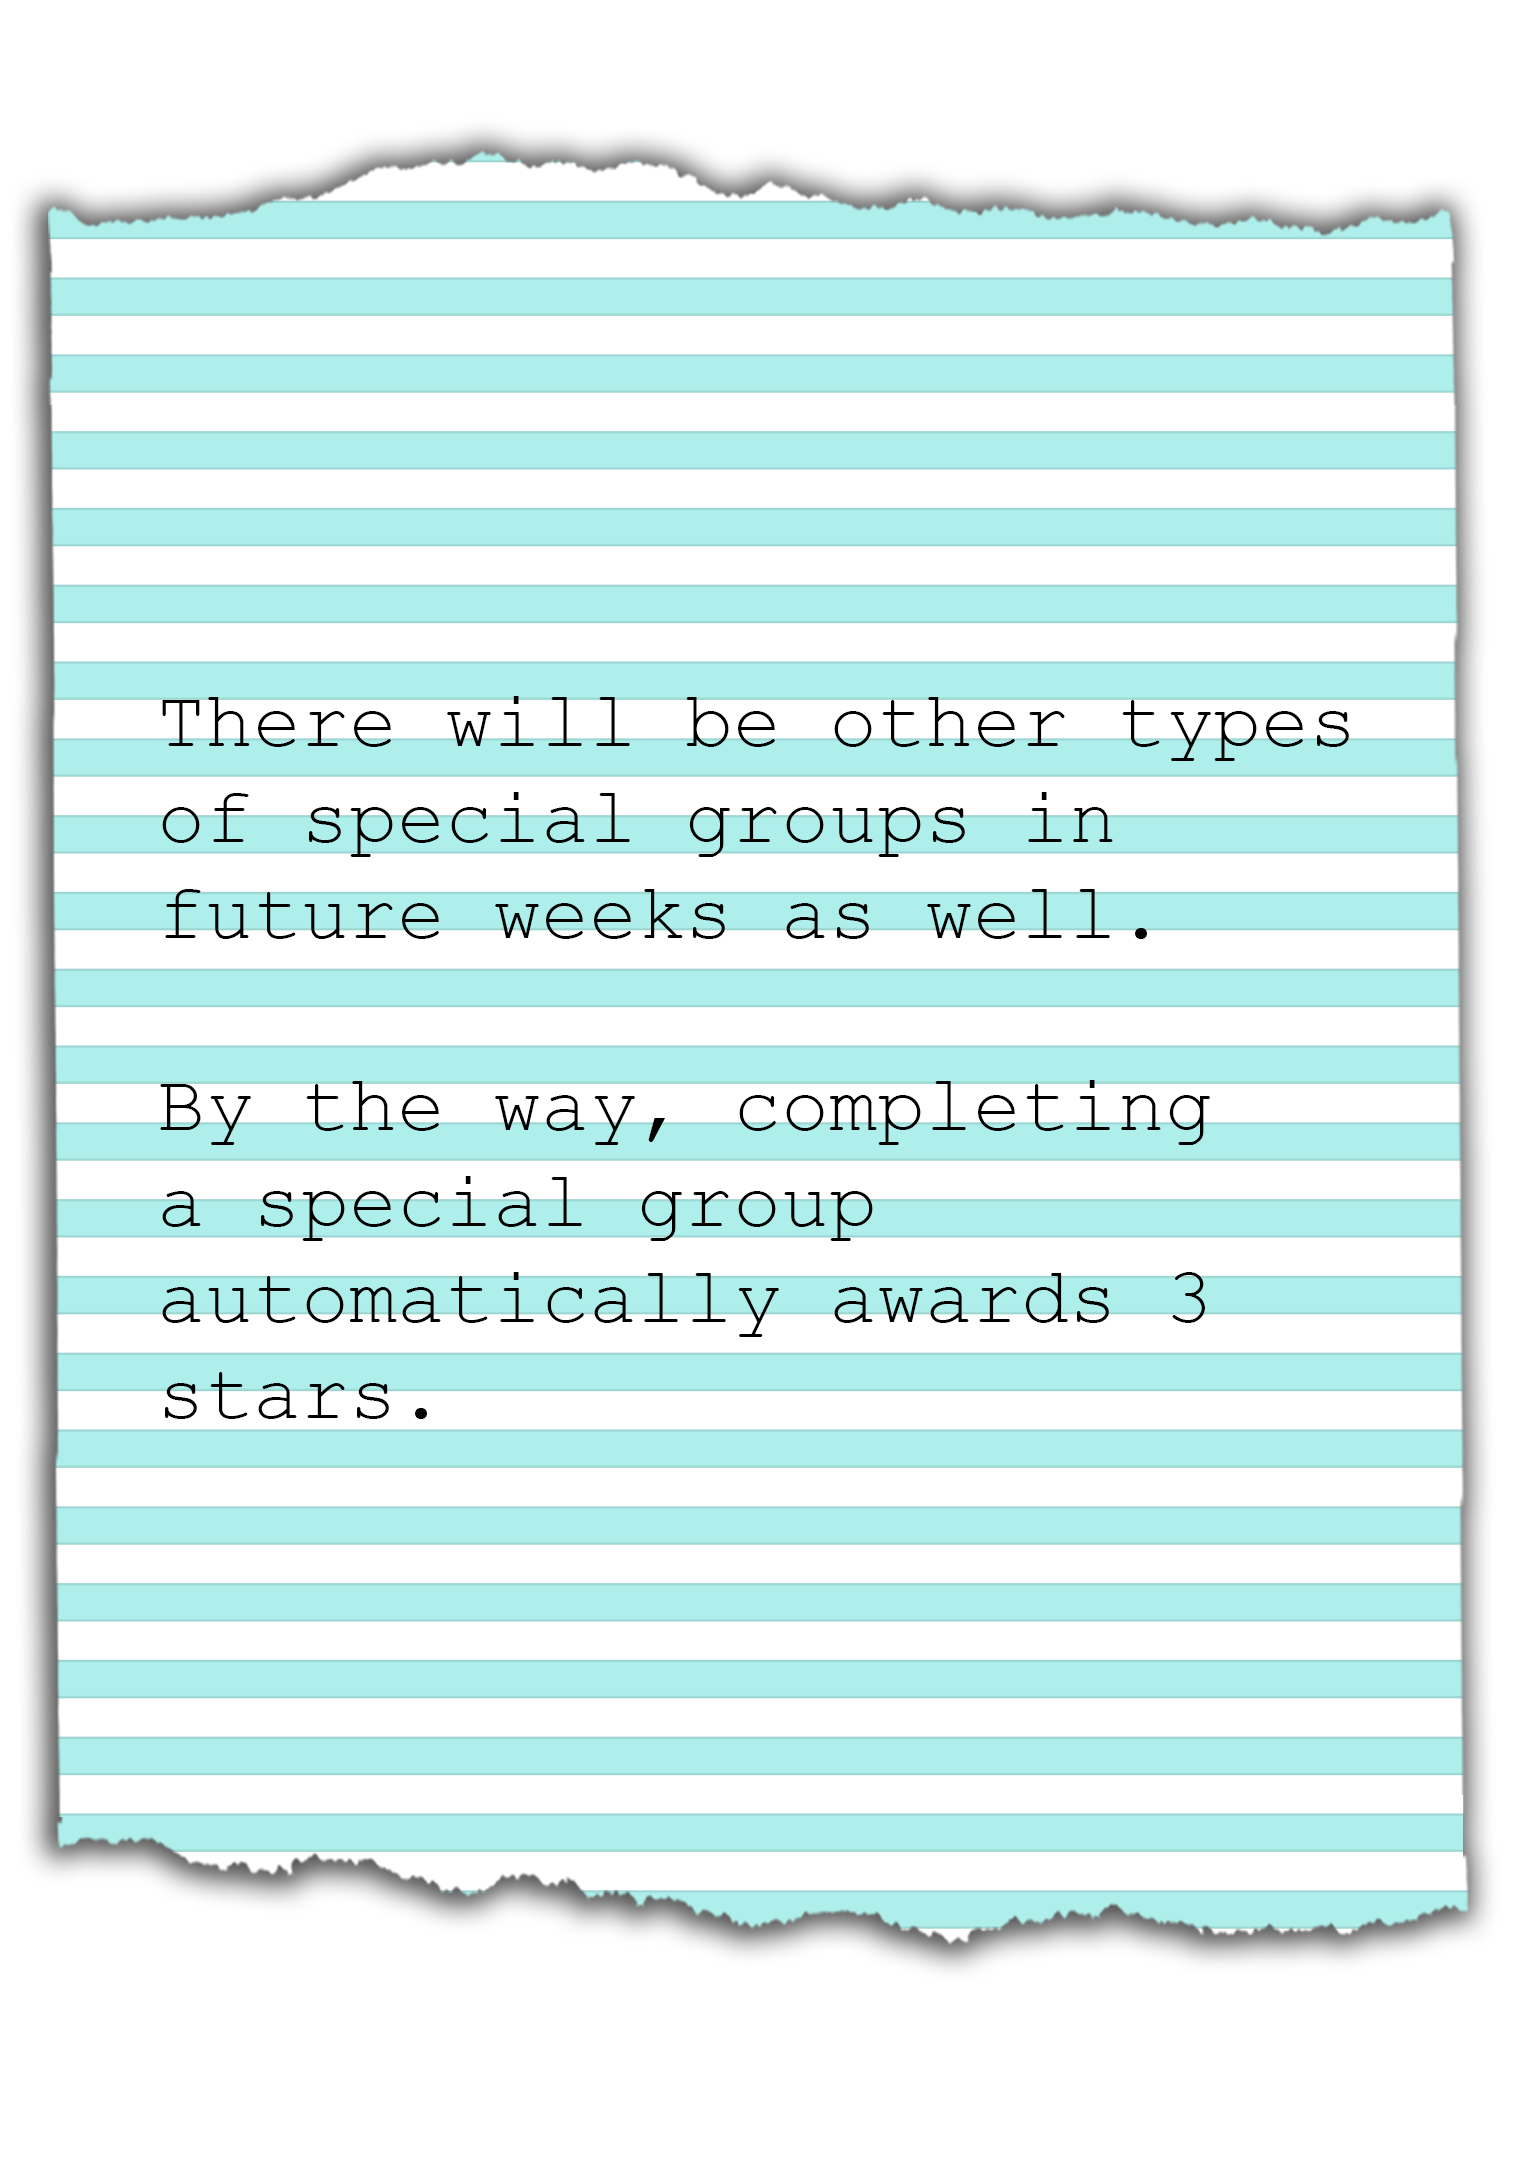 There will be other types
of special groups in
future weeks as well.
By the way, completing
a special group
automatically awards 3
stars.